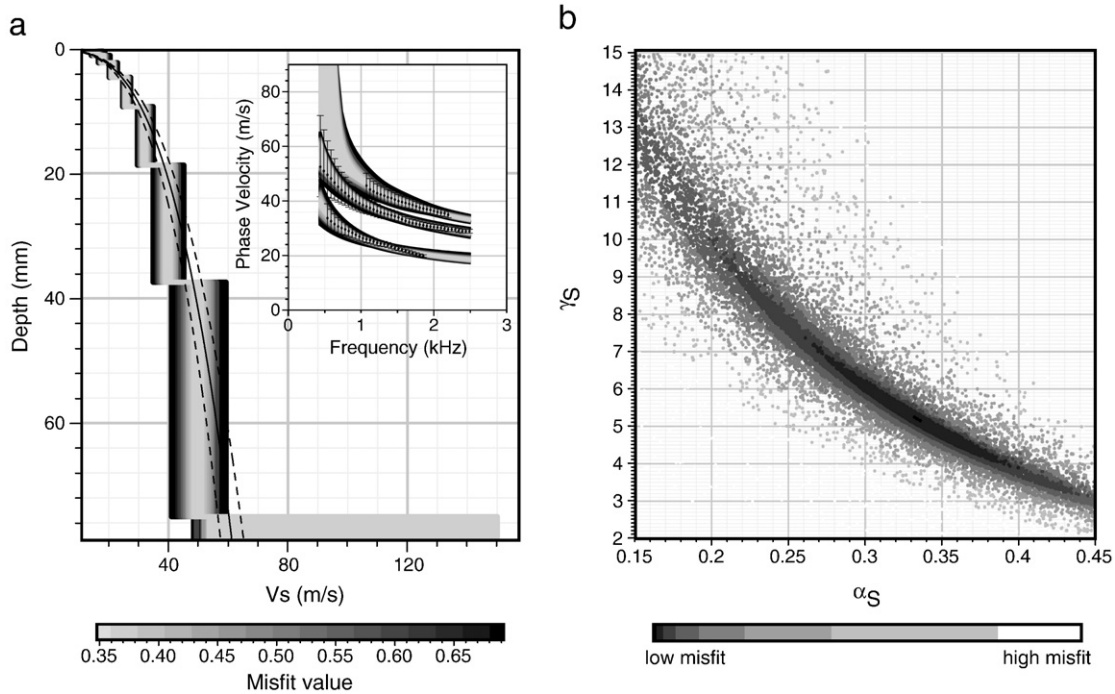 a
0
20
40
60
Depth (mm)
40
80
120
Vs (m/s)
80
60
40
20
0
Phase Velocity (m/s)
0
1
2
3
Frequency (kHz)
0.35 0.40 0.45 0.50 0.55 0.60 0.65
Misfit value
b
15
14
13
12
11
10
9
8
7
6
5
4
3
2
γS
0.15 0.2 0.25 0.3 0.35 0.4 0.45
αS
low misfit
high misfit